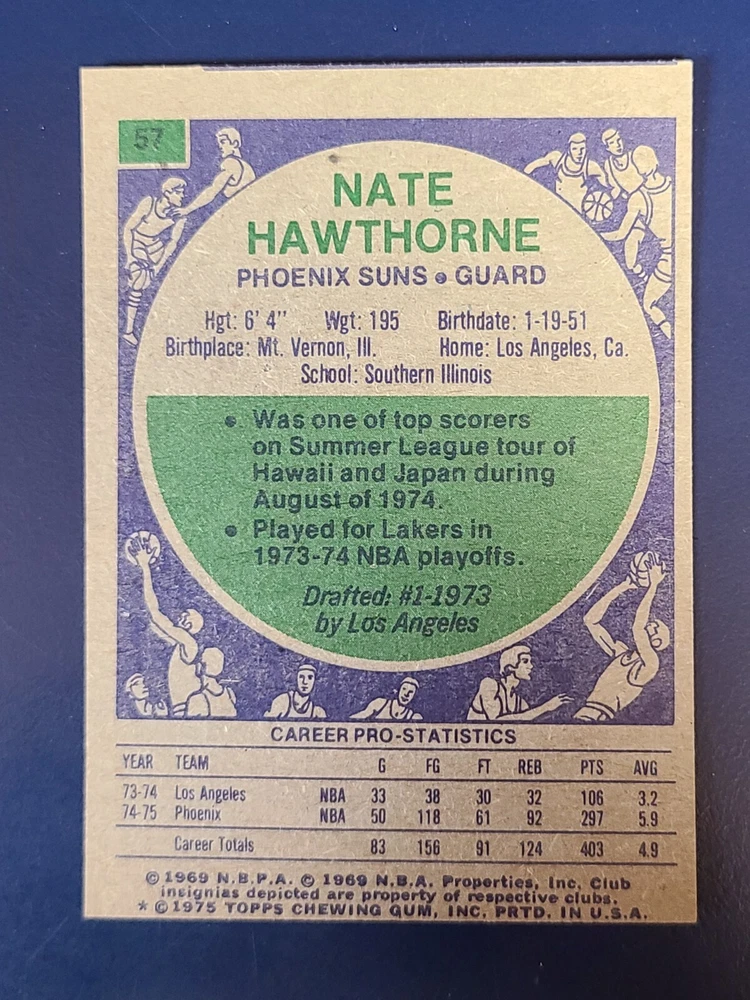 57
NATE
HAWTHORNE
PHOENIX SUNS • GUARD
Hgt: 6' 4" Wgt: 195 Birthdate: 1-19-51
Birthplace: Mt. Vernon, Ill. Home: Los Angeles, Ca.
School: Southern Illinois
• Was one of top scorers
on Summer League tour of
Hawaii and Japan during
August of 1974.
• Played for Lakers in
1973-74 NBA playoffs.
Drafted: #1-1973
by Los Angeles
CAREER PRO-STATISTICS
YEAR TEAM G FG FT REB PTS AVG
73-74 Los Angeles NBA 33 38 30 32 106 3.2
74-75 Phoenix NBA 50 118 61 92 297 5.9
Career Totals 83 156 91 124 403 4.9
© 1969 N.B.P.A. © 1969 N.B.A. Properties, Inc. Club
insignias depicted are property of respective clubs.
* © 1975 TOPPS CHEWING GUM, INC. PRTD. IN U.S.A.